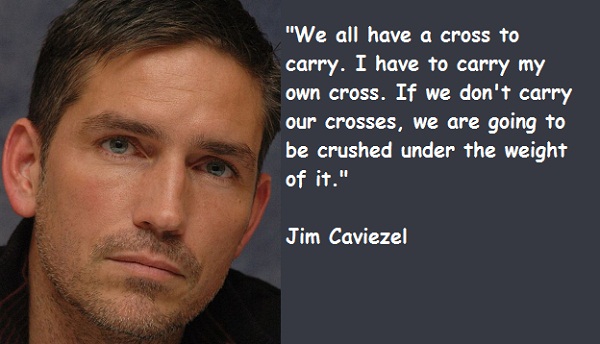 "We all have a cross to
carry. I have to carry my
own cross. If we don't carry
our crosses, we are going to
be crushed under the weight
of it."
Jim Caviezel